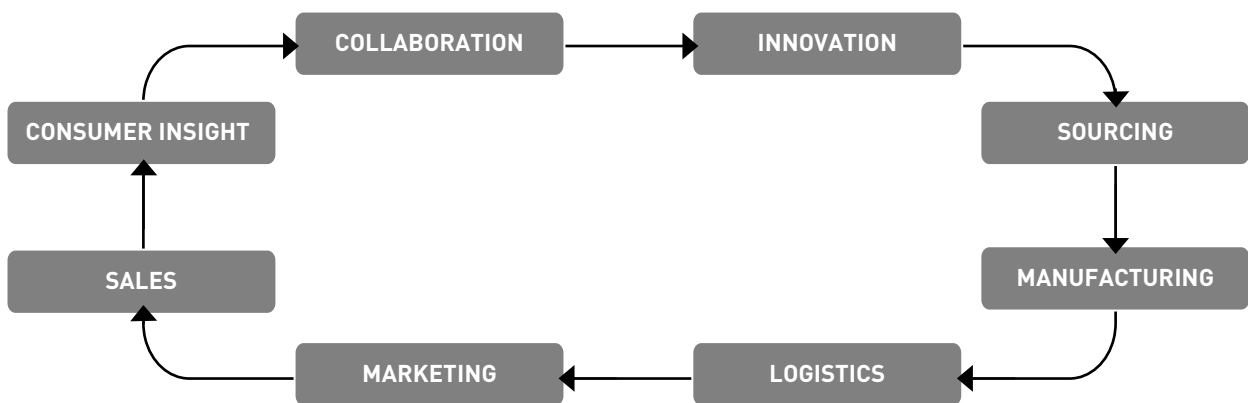 COLLABORATION
INNOVATION
CONSUMER INSIGHT
SOURCING
SALES
MANUFACTURING
MARKETING
LOGISTICS